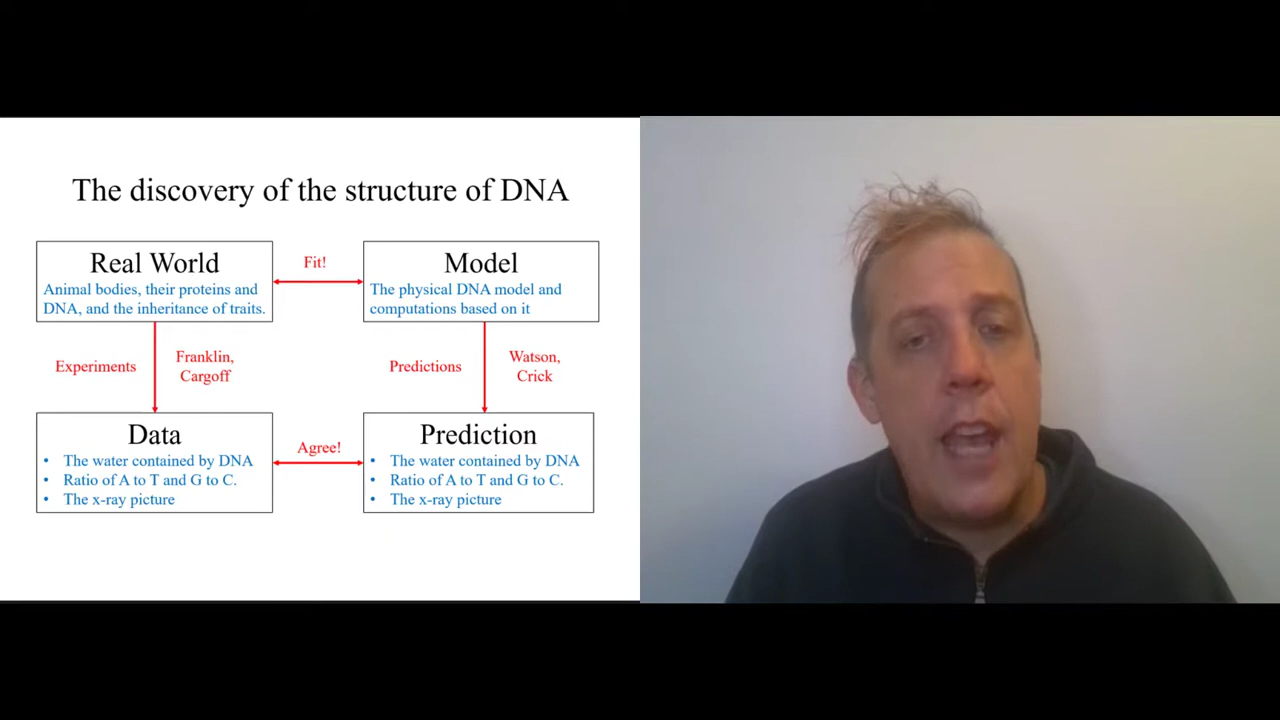 The discovery of the structure of DNA
Real World
Animal bodies, their proteins and
DNA, and the inheritance of traits.
Fit!
Model
The physical DNA model and
computations based on it
Experiments
Franklin,
Cargoff
Predictions
Watson,
Crick
Data
• The water contained by DNA
• Ratio of A to T and G to C.
• The x-ray picture
Agree!
Prediction
• The water contained by DNA
• Ratio of A to T and G to C.
• The x-ray picture